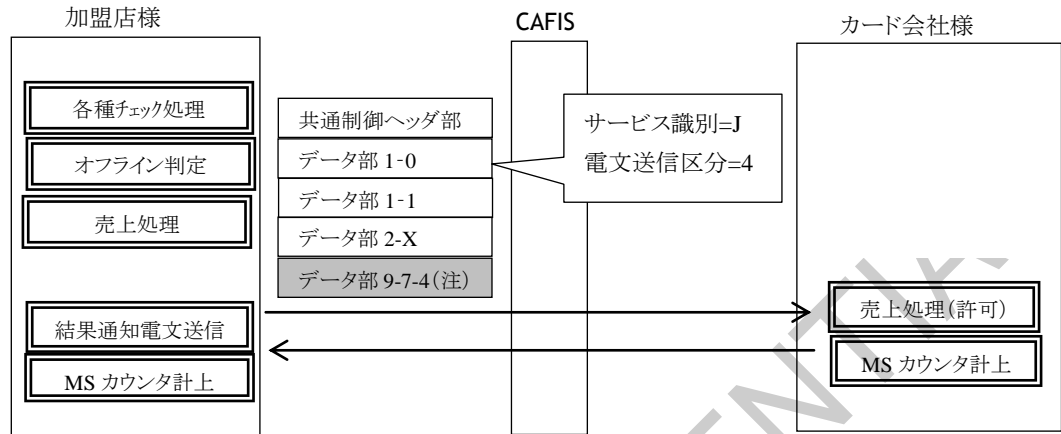 加盟店様
CAFIS
カード会社様
各種チェック処理
オフライン判定
売上処理
共通制御ヘッダ部
データ部 1-0
データ部 1-1
データ部 2-X
データ部 9-7-4(注)
サービス識別=J
電文送信区分=4
結果通知電文送信
MS カウンタ計上
売上処理(許可)
MS カウンタ計上